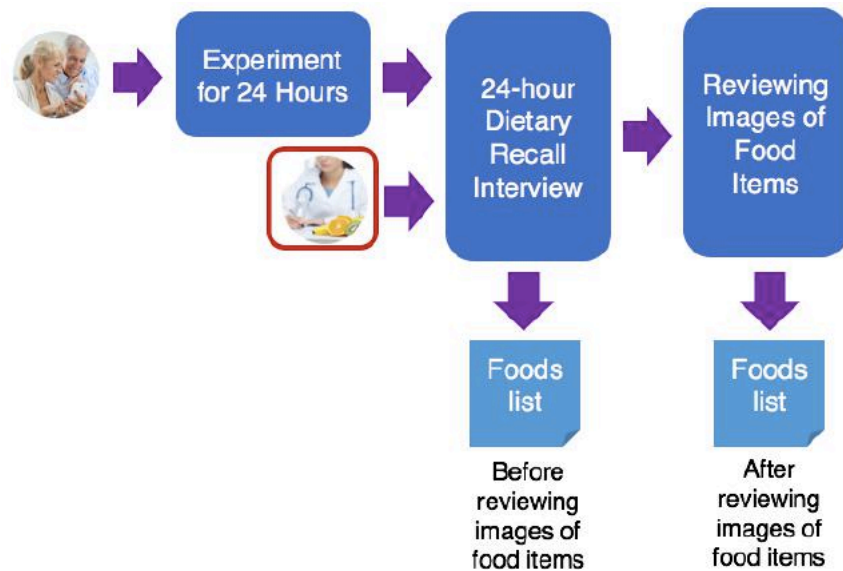 Experiment
for 24 Hours
24-hour
Dietary
Recall
Interview
Reviewing
Images of
Food
Items
Foods
list
Before
reviewing
images of
food items
Foods
list
After
reviewing
images of
food items